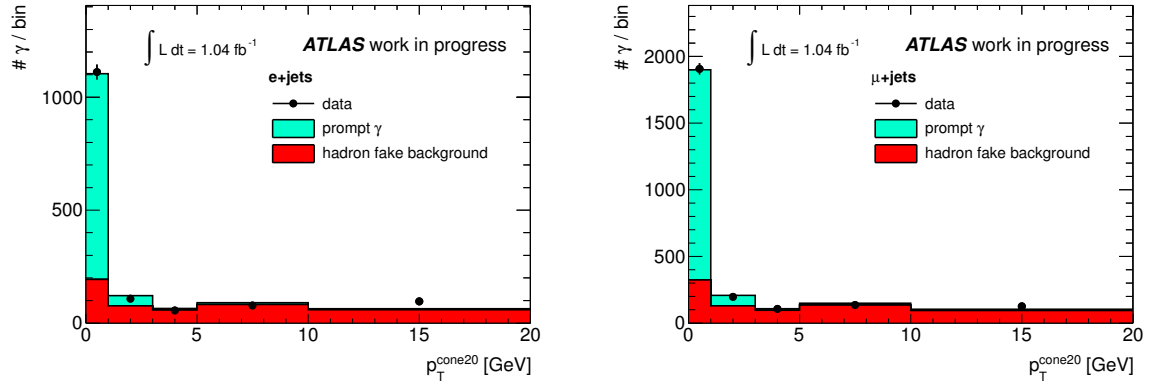 # γ / bin
∫ L dt = 1.04 fb⁻¹
ATLAS work in progress
e+jets
data
prompt γ
hadron fake background
1000
500
0
0 5 10 15 20
p_T^cone20 [GeV]
# γ / bin
∫ L dt = 1.04 fb⁻¹
ATLAS work in progress
μ+jets
data
prompt γ
hadron fake background
2000
1500
1000
500
0
0 5 10 15 20
p_T^cone20 [GeV]